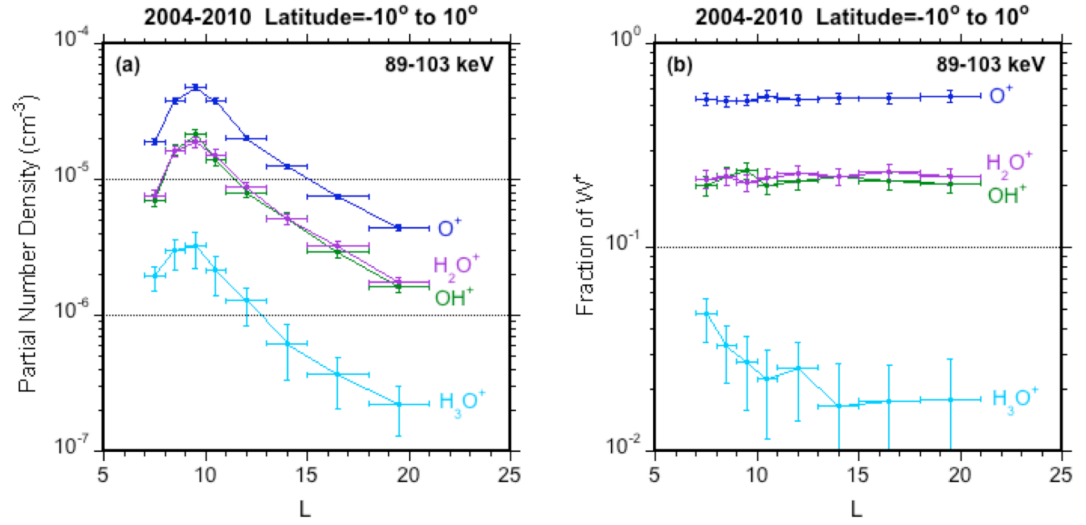 2004-2010 Latitude=-10° to 10°
(a)
89-103 keV
Partial Number Density (cm⁻³)
10⁻⁴
10⁻⁵
10⁻⁶
10⁻⁷
O⁺
H₂O⁺
OH⁺
H₃O⁺
5
10
15
20
25
L
2004-2010 Latitude=-10° to 10°
(b)
89-103 keV
Fraction of W⁺
10⁰
10⁻¹
10⁻²
O⁺
H₂O⁺
OH⁺
H₃O⁺
5
10
15
20
25
L